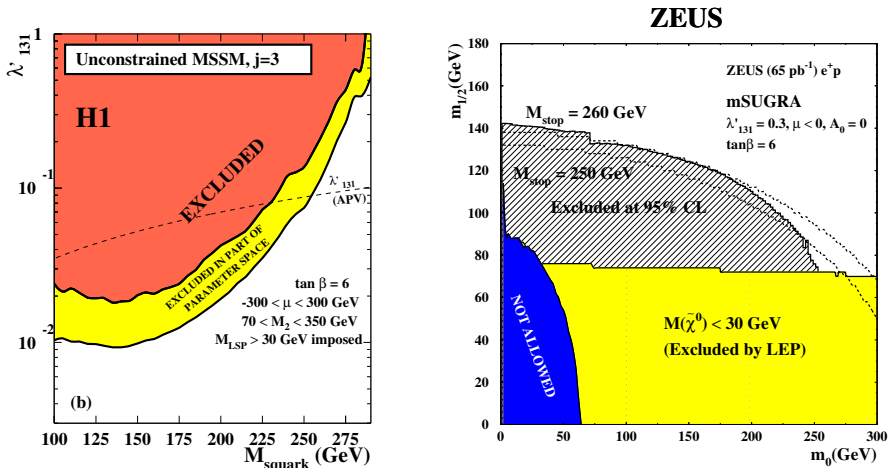 λ'131
1
10-1
10-2
Unconstrained MSSM, j=3
H1
EXCLUDED
λ'131
(APV)
EXCLUDED IN PART OF
PARAMETER SPACE
tan β = 6
-300 < μ < 300 GeV
70 < M2 < 350 GeV
MLSP > 30 GeV imposed
(b)
100 125 150 175 200 225 250 275
Msquark (GeV)
ZEUS
m1/2(GeV)
180
160
140
120
100
80
60
40
20
0
ZEUS (65 pb-1) e+p
mSUGRA
λ'131 = 0.3, μ< 0, A0 = 0
tanβ = 6
Mstop = 260 GeV
Mstop = 250 GeV
Excluded at 95% CL
NOT ALLOWED
M(χ̃0) < 30 GeV
(Excluded by LEP)
0 50 100 150 200 250 300
m0(GeV)